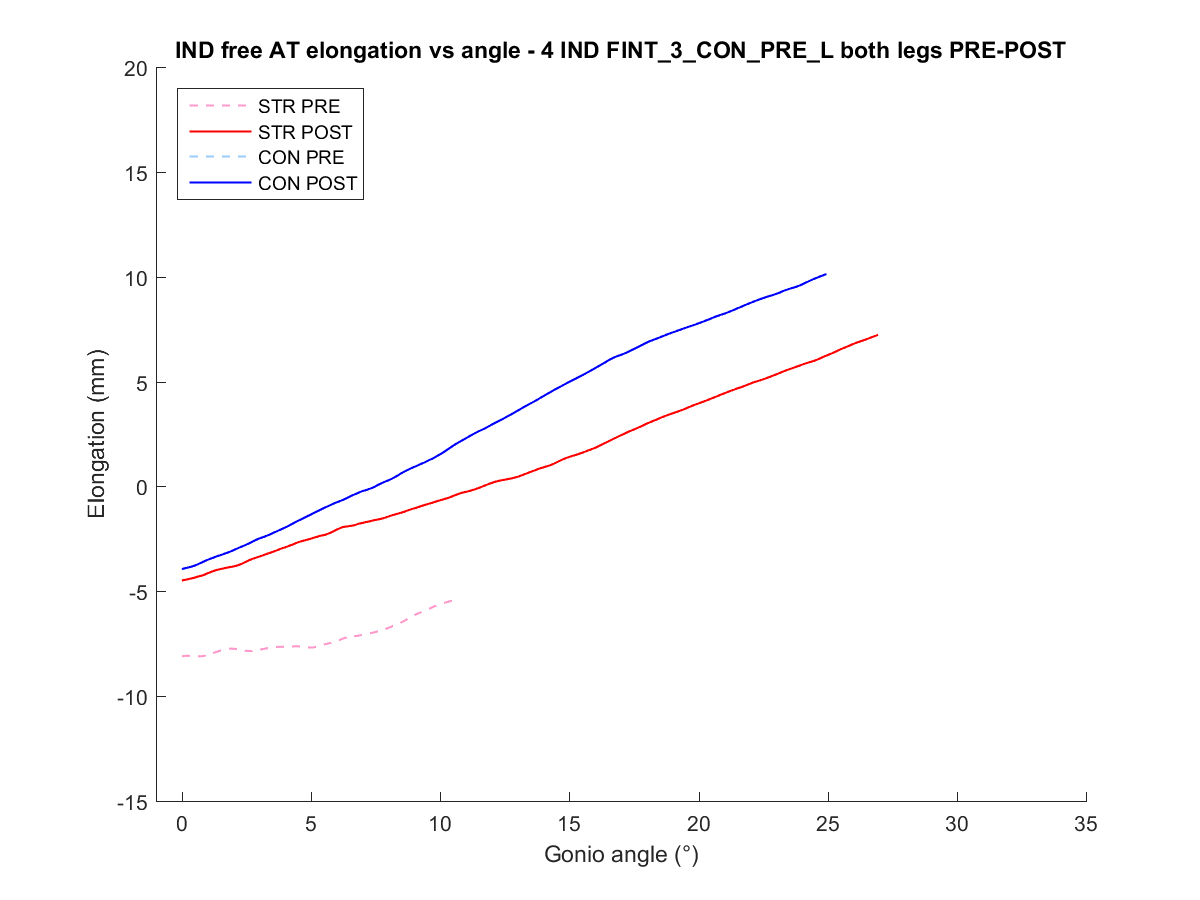 IND free AT elongation vs angle - 4 IND FINT_3_CON_PRE_L both legs PRE-POST
20
15
10
5
0
-5
-10
-15
Elongation (mm)
STR PRE
STR POST
CON PRE
CON POST
0 5 10 15 20 25 30 35
Gonio angle (°)